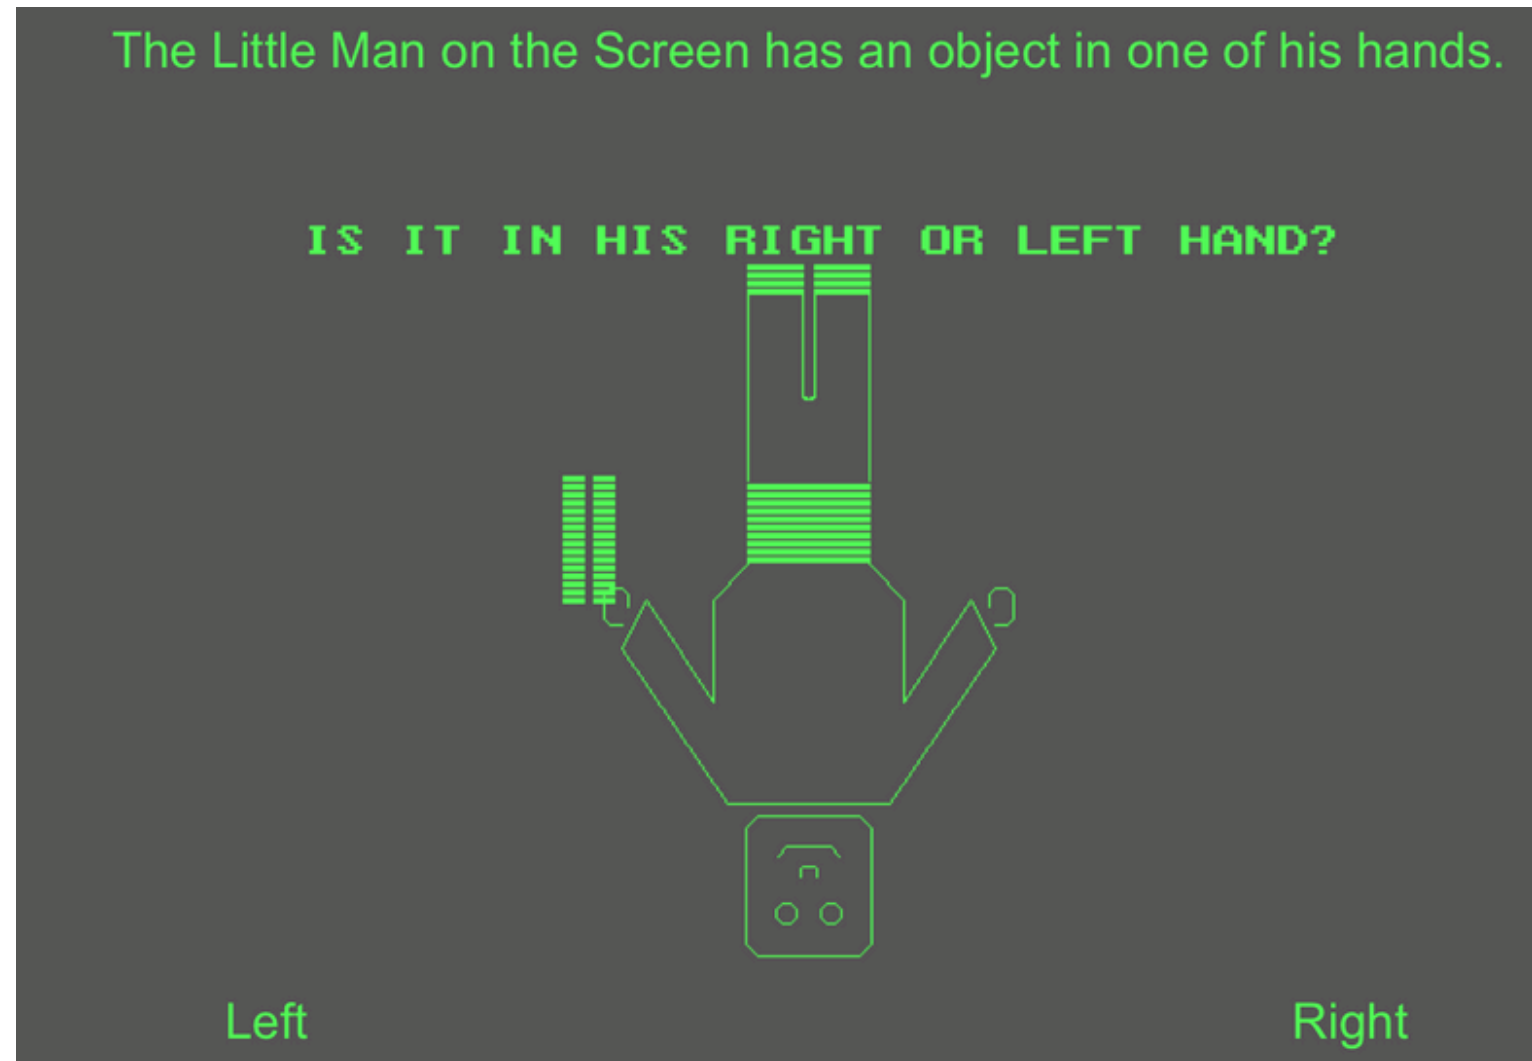 The Little Man on the Screen has an object in one of his hands.
IS IT IN HIS RIGHT OR LEFT HAND?
Left
Right